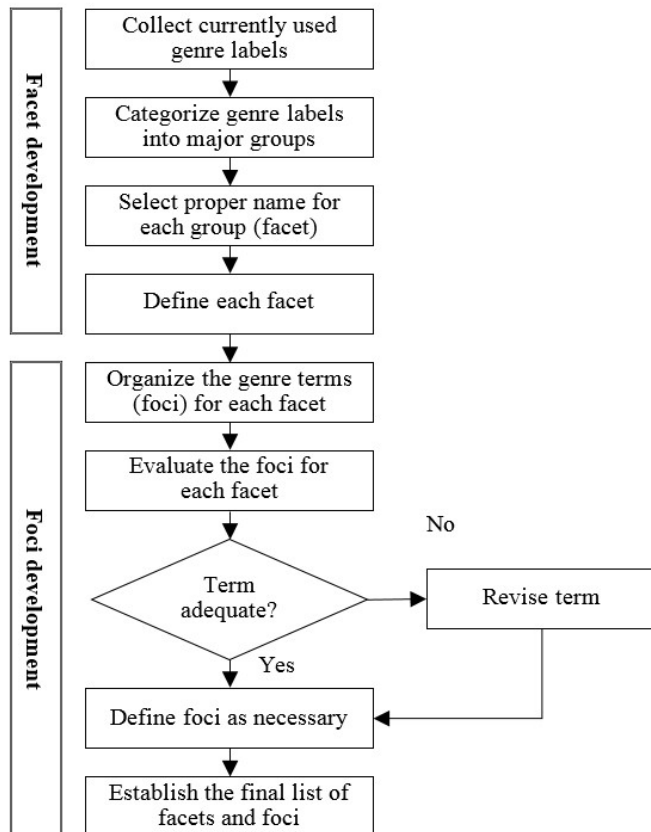 Facet development
Collect currently used
genre labels
Categorize genre labels
into major groups
Select proper name for
each group (facet)
Define each facet
Foci development
Organize the genre terms
(foci) for each facet
Evaluate the foci for
each facet
Term
adequate?
No
Revise term
Yes
Define foci as necessary
Establish the final list of
facets and foci